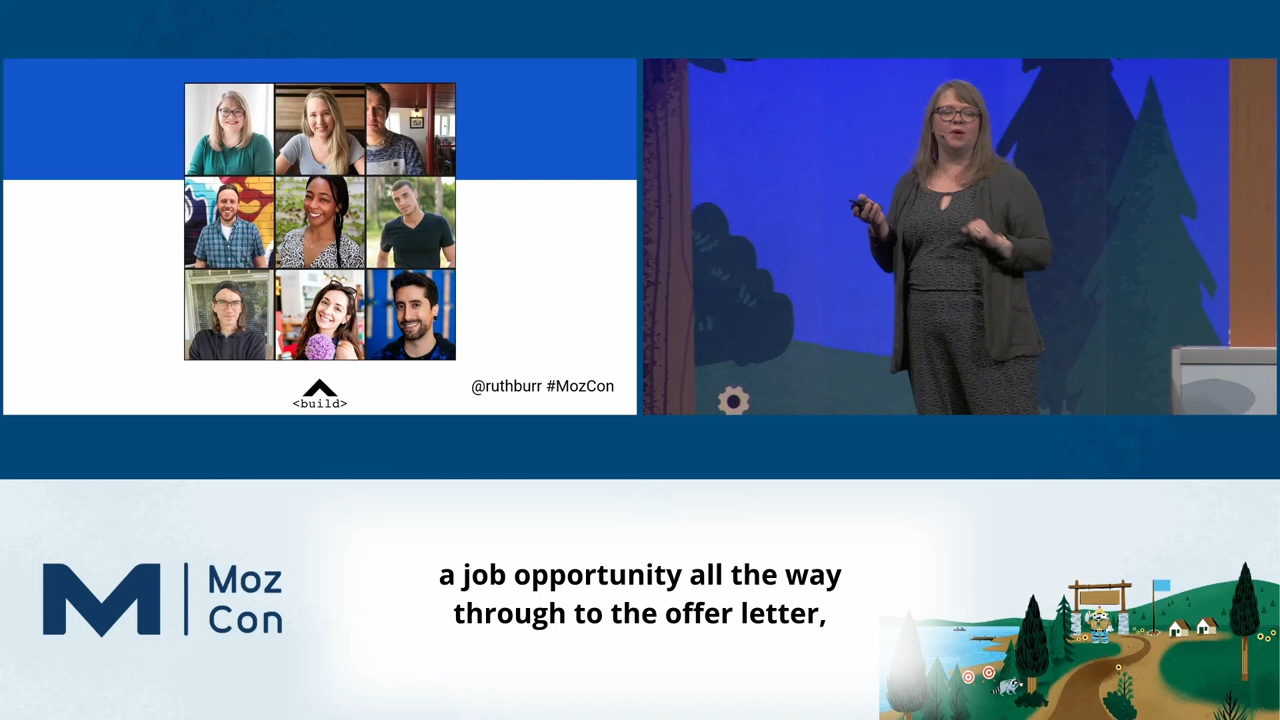 <build>
@ruthburr #MozCon
Moz
Con
a job opportunity all the way
through to the offer letter,